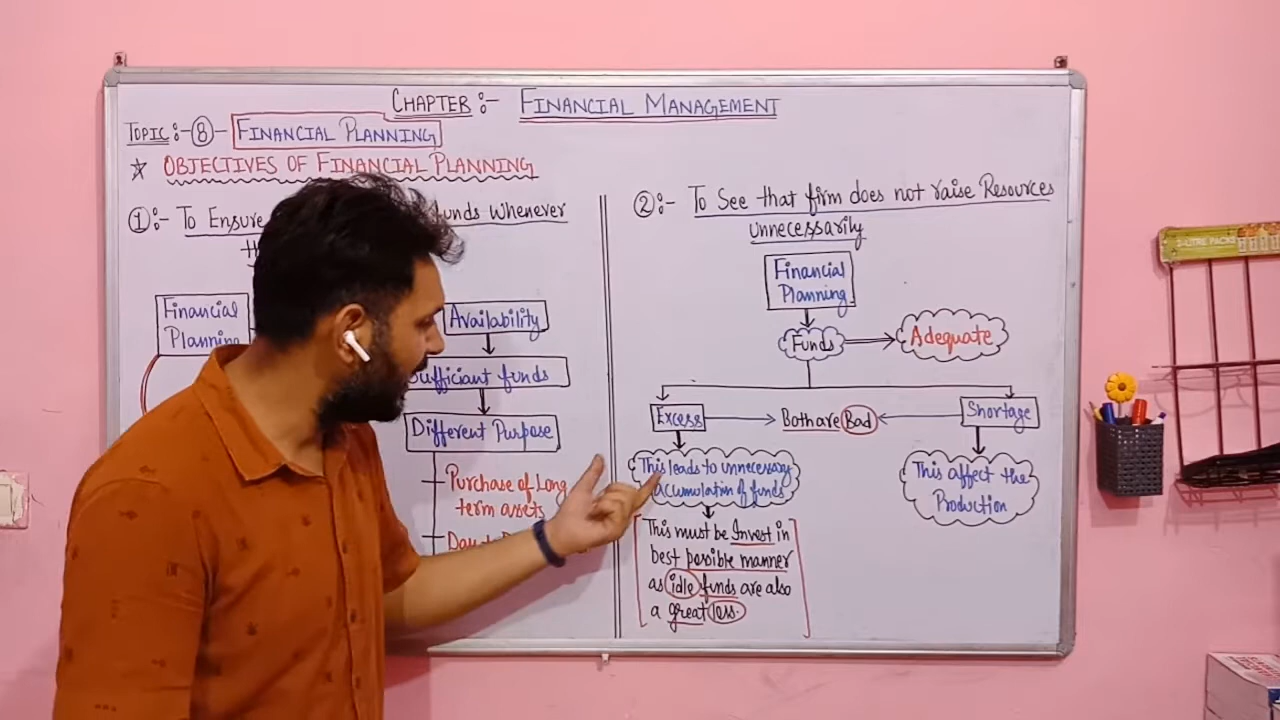 CHAPTER:- FINANCIAL MANAGEMENT
TOPIC:-8- FINANCIAL PLANNING
☆ OBJECTIVES OF FINANCIAL PLANNING
①:- To Ensure funds Whenever
Financial
Planning
Availability
Sufficient funds
Different Purpose
Purchase of Long
term assets
②:- To See that firm does not raise Resources
Unnecessarily
Financial
Planning
Funds
Adequate
Excess
Both are Bad
Shortage
This leads to unnecessary
accumulation of funds
This affect the
Production
This must be Invest in
best possible manner
as idle funds are also
a great loss.
2-LITRE PACKS